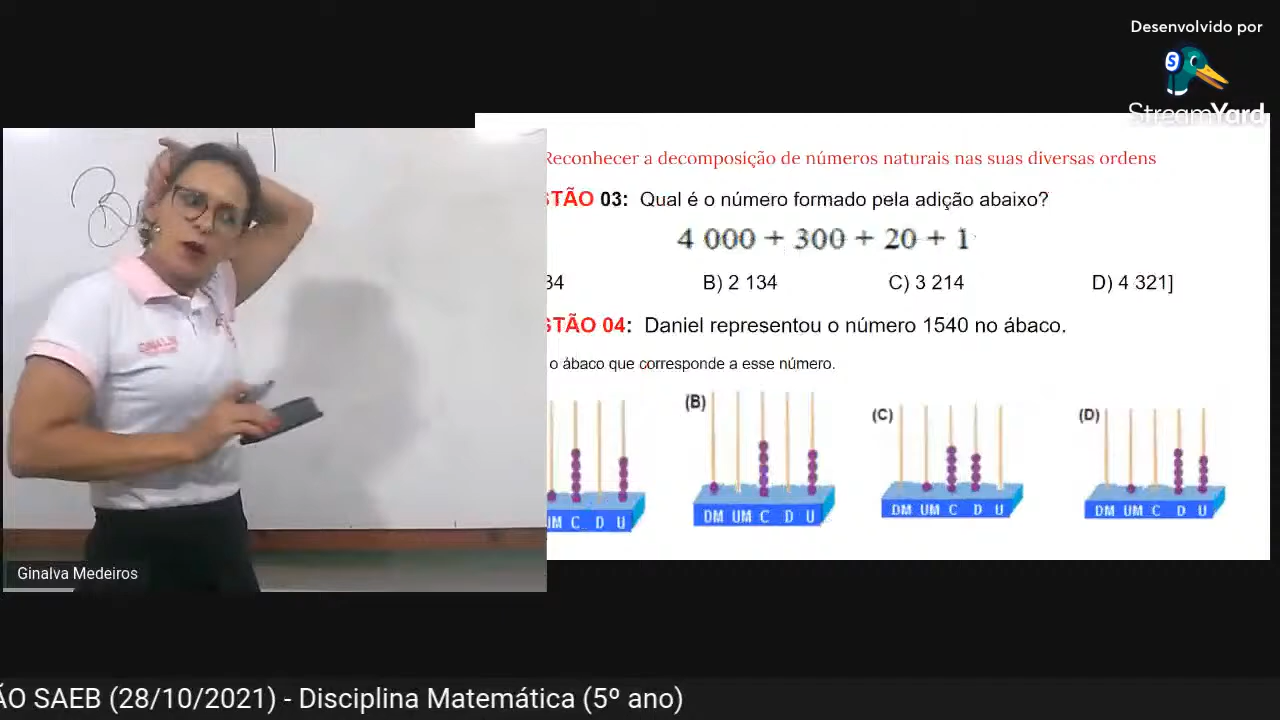 Desenvolvido por
StreamYard
Reconhecer a decomposição de números naturais nas suas diversas ordens
STÃO 03: Qual é o número formado pela adição abaixo?
4 000 + 300 + 20 + 1
34 B) 2 134 C) 3 214 D) 4 321]
STÃO 04: Daniel representou o número 1540 no ábaco.
o ábaco que corresponde a esse número.
(B) (C) (D)
UM C D U DM UM C D U DM UM C D U DM UM C D U
Ginalva Medeiros
ÃO SAEB (28/10/2021) - Disciplina Matemática (5º ano)